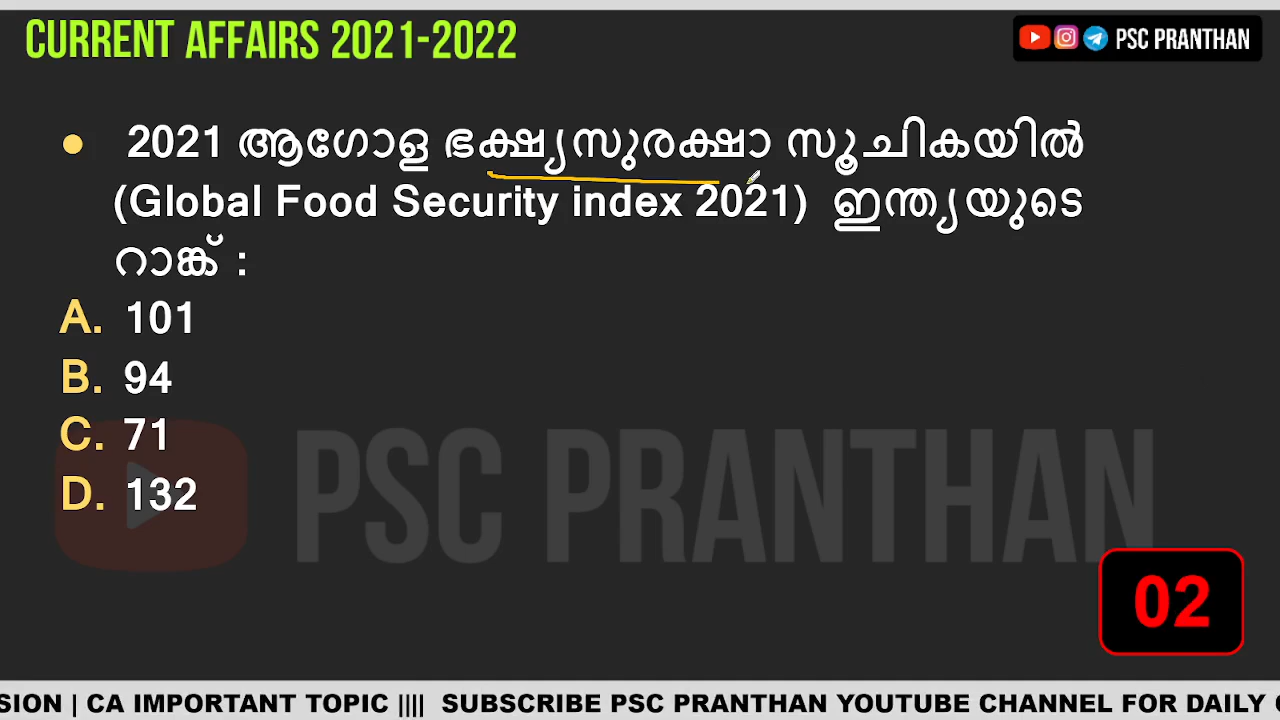 CURRENT AFFAIRS 2021-2022
PSC PRANTHAN
• 2021 ആഗോള ഭക്ഷ്യസുരക്ഷാ സൂചികയിൽ
(Global Food Security index 2021) ഇന്ത്യയുടെ
റാങ്ക് :
A. 101
B. 94
C. 71
D. 132
PSC PRANTHAN
02
SION | CA IMPORTANT TOPIC |||| SUBSCRIBE PSC PRANTHAN YOUTUBE CHANNEL FOR DAILY